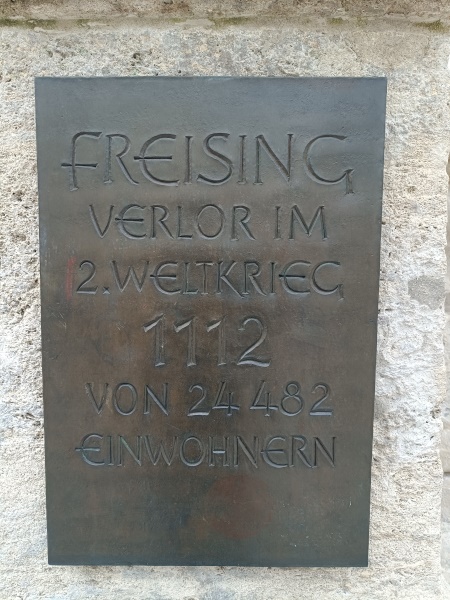 FREISING
VERLOR IM
2. WELTKRIEG
1112
VON 24 482
EINWOHNERN